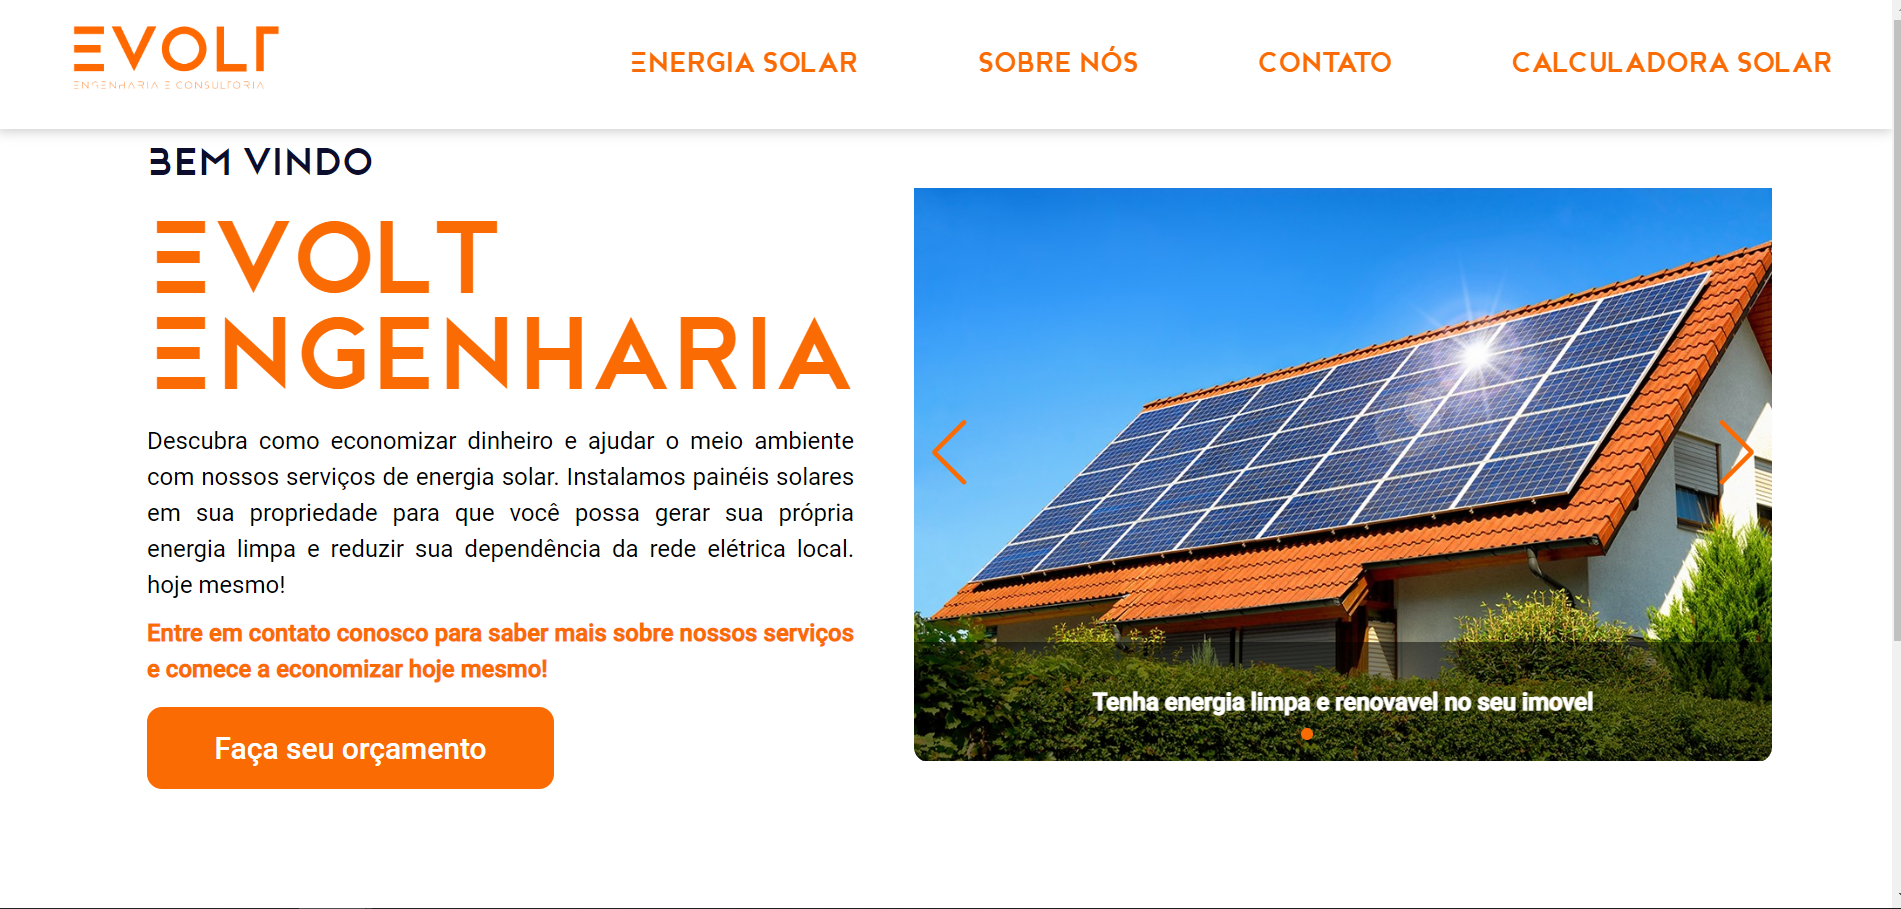 EVOLT
ENGENHARIA E CONSULTORIA
ENERGIA SOLAR
SOBRE NÓS
CONTATO
CALCULADORA SOLAR
BEM VINDO
EVOLT
ENGENHARIA
Descubra como economizar dinheiro e ajudar o meio ambiente
com nossos serviços de energia solar. Instalamos painéis solares
em sua propriedade para que você possa gerar sua própria
energia limpa e reduzir sua dependência da rede elétrica local.
hoje mesmo!
Entre em contato conosco para saber mais sobre nossos serviços
e comece a economizar hoje mesmo!
Faça seu orçamento
Tenha energia limpa e renovavel no seu imovel